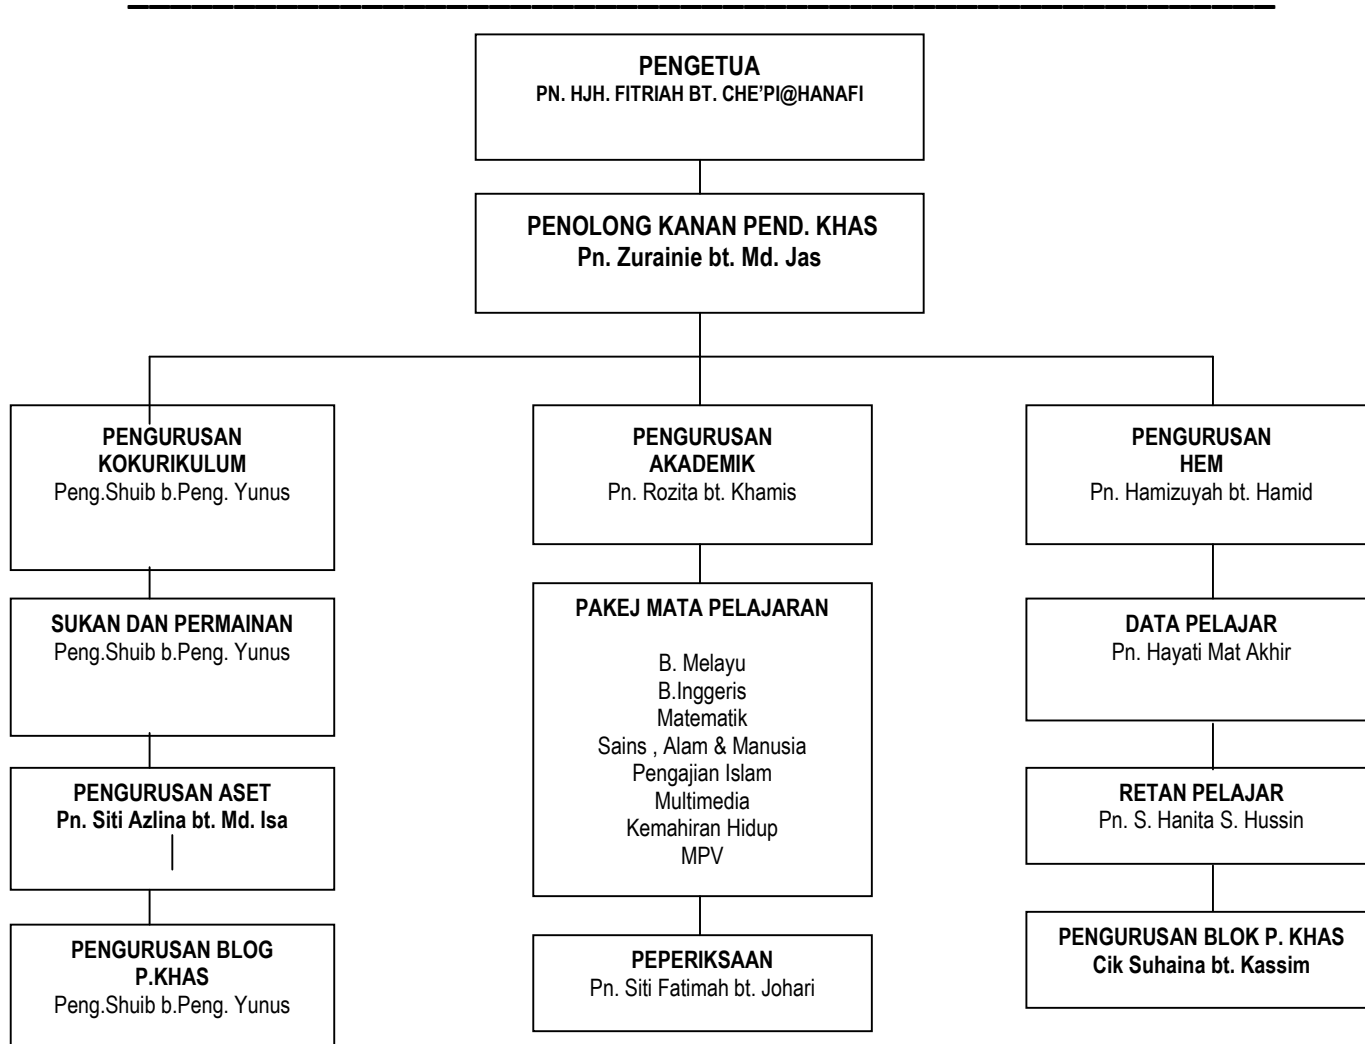 PENGETUA
PN. HJH. FITRIAH BT. CHE’PI@HANAFI
PENOLONG KANAN PEND. KHAS
Pn. Zurainie bt. Md. Jas
PENGURUSAN
KOKURIKULUM
Peng.Shuib b.Peng. Yunus
SUKAN DAN PERMAINAN
Peng.Shuib b.Peng. Yunus
PENGURUSAN ASET
Pn. Siti Azlina bt. Md. Isa
PENGURUSAN BLOG
P.KHAS
Peng.Shuib b.Peng. Yunus
PENGURUSAN
AKADEMIK
Pn. Rozita bt. Khamis
PAKEJ MATA PELAJARAN
B. Melayu
B.Inggeris
Matematik
Sains , Alam & Manusia
Pengajian Islam
Multimedia
Kemahiran Hidup
MPV
PEPERIKSAAN
Pn. Siti Fatimah bt. Johari
PENGURUSAN
HEM
Pn. Hamizuyah bt. Hamid
DATA PELAJAR
Pn. Hayati Mat Akhir
RETAN PELAJAR
Pn. S. Hanita S. Hussin
PENGURUSAN BLOK P. KHAS
Cik Suhaina bt. Kassim